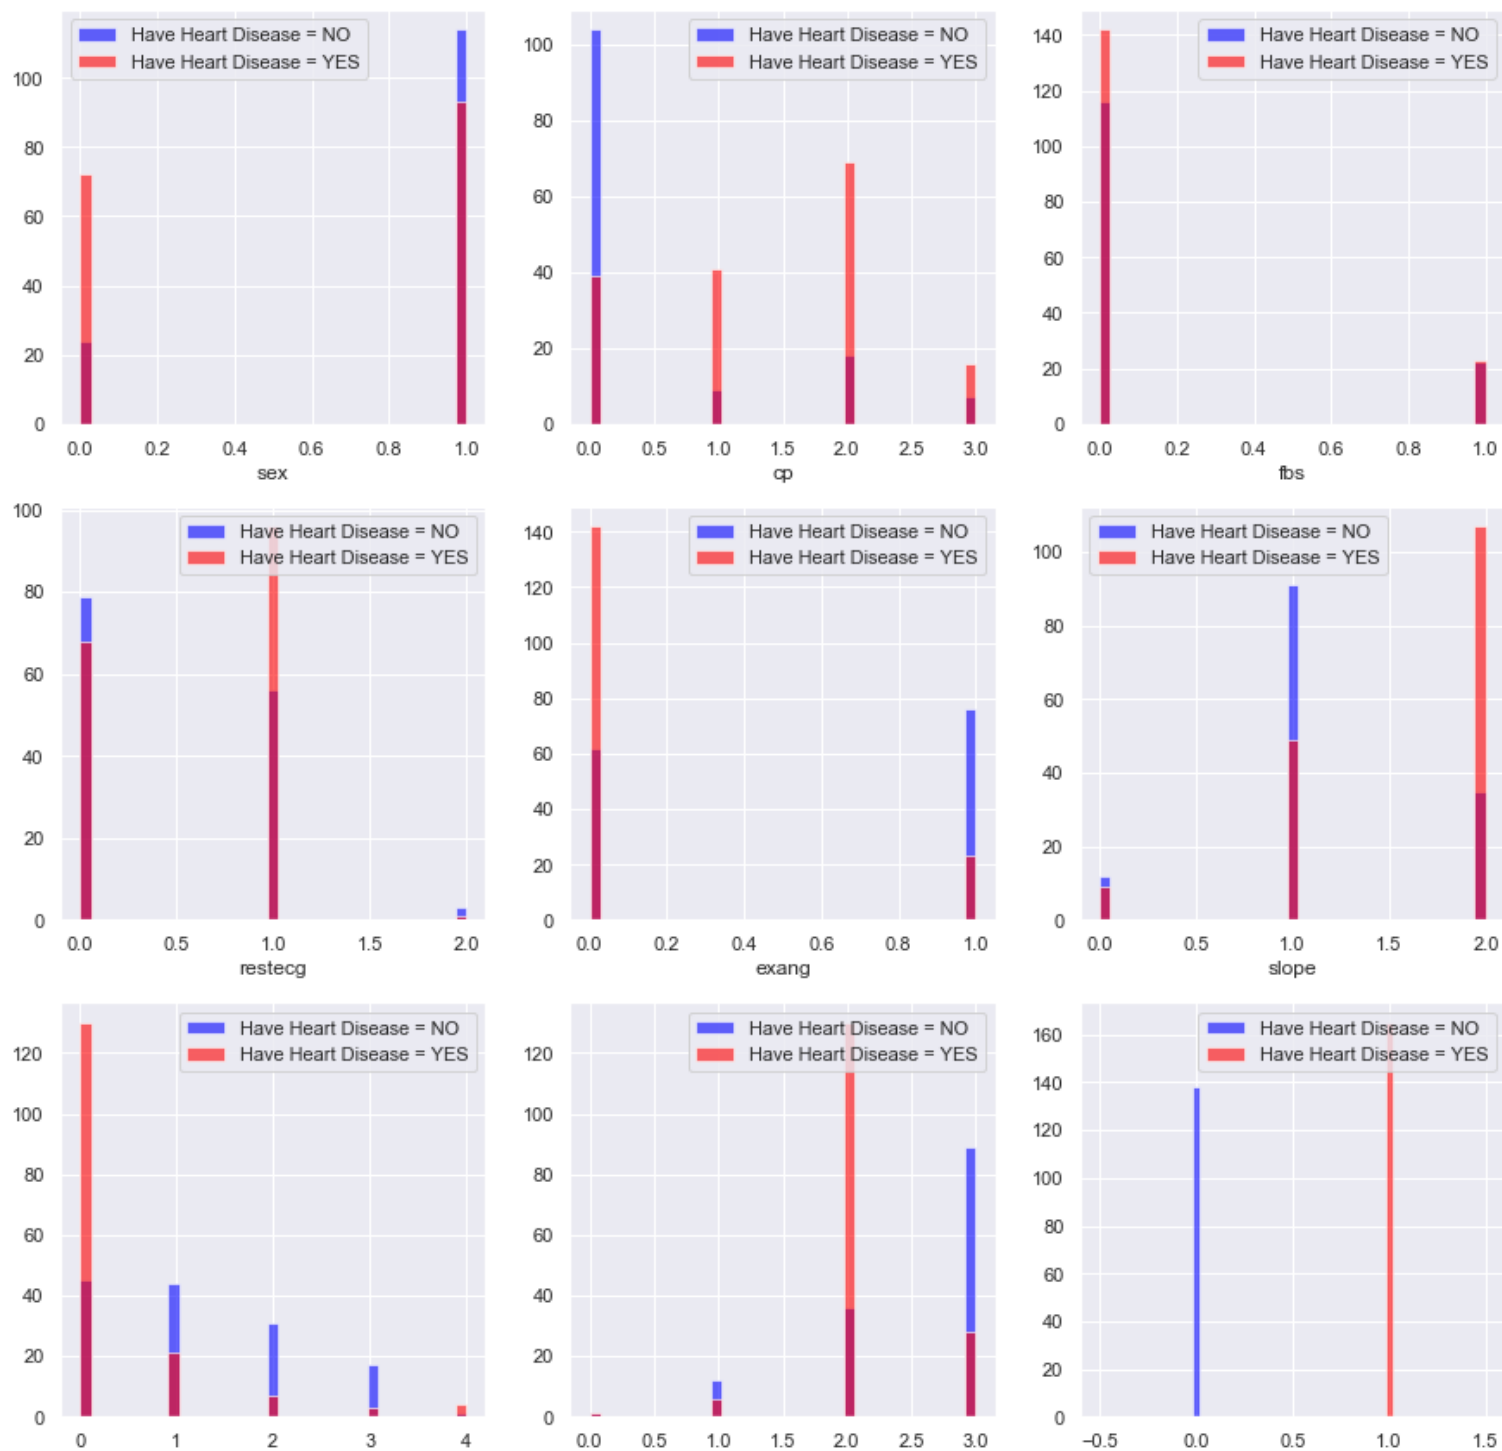 Have Heart Disease = NO
Have Heart Disease = YES
100
80
60
40
20
0
0.0 0.2 0.4 0.6 0.8 1.0
sex
Have Heart Disease = NO
Have Heart Disease = YES
100
80
60
40
20
0
0.0 0.5 1.0 1.5 2.0 2.5 3.0
cp
Have Heart Disease = NO
Have Heart Disease = YES
140
120
100
80
60
40
20
0
0.0 0.2 0.4 0.6 0.8 1.0
fbs
Have Heart Disease = NO
Have Heart Disease = YES
100
80
60
40
20
0
0.0 0.5 1.0 1.5 2.0
restecg
Have Heart Disease = NO
Have Heart Disease = YES
140
120
100
80
60
40
20
0
0.0 0.2 0.4 0.6 0.8 1.0
exang
Have Heart Disease = NO
Have Heart Disease = YES
100
80
60
40
20
0
0.0 0.5 1.0 1.5 2.0
slope
Have Heart Disease = NO
Have Heart Disease = YES
120
100
80
60
40
20
0
0 1 2 3 4
Have Heart Disease = NO
Have Heart Disease = YES
120
100
80
60
40
20
0
0.0 0.5 1.0 1.5 2.0 2.5 3.0
Have Heart Disease = NO
Have Heart Disease = YES
160
140
120
100
80
60
40
20
0
−0.5 0.0 0.5 1.0 1.5